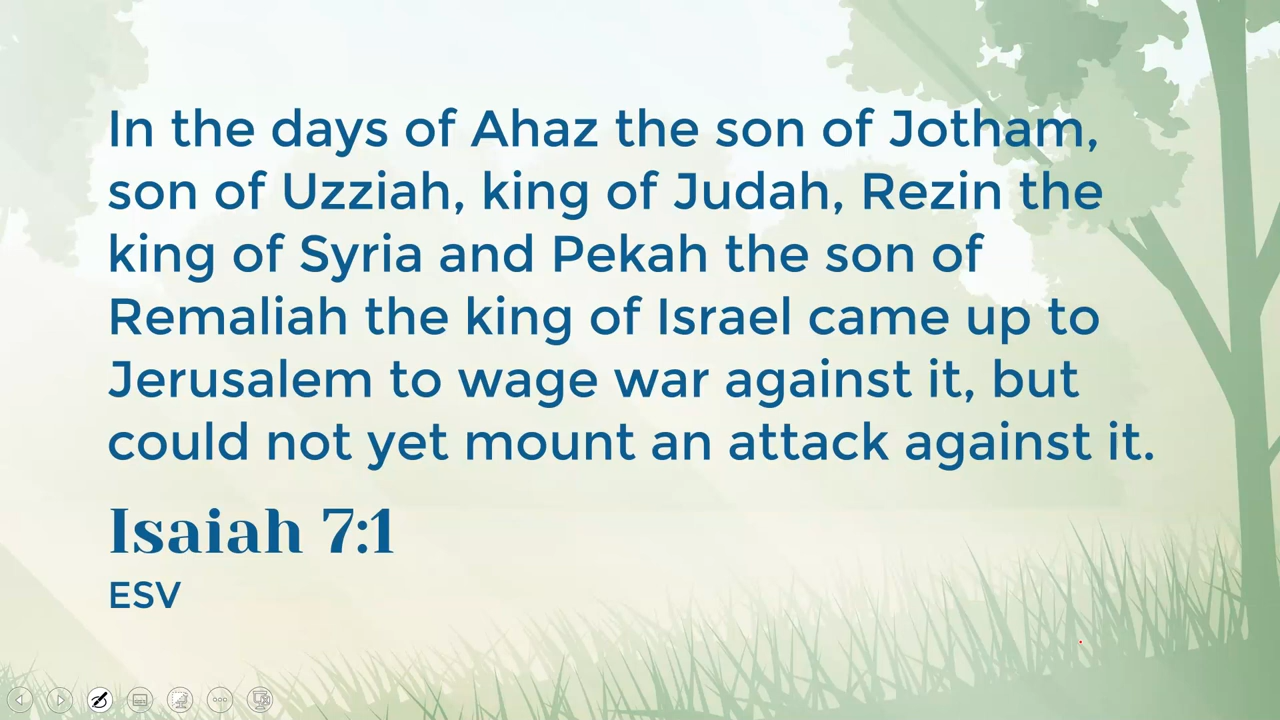 In the days of Ahaz the son of Jotham,
son of Uzziah, king of Judah, Rezin the
king of Syria and Pekah the son of
Remaliah the king of Israel came up to
Jerusalem to wage war against it, but
could not yet mount an attack against it.
Isaiah 7:1
ESV